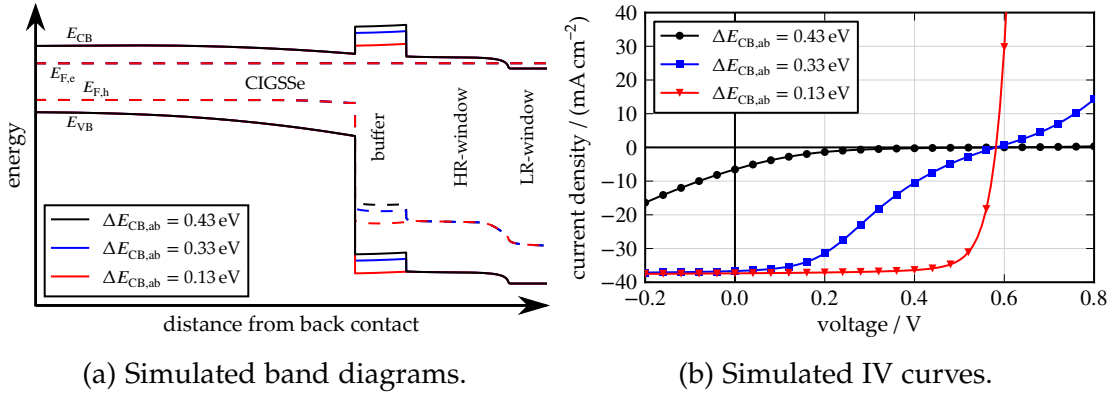 E_CB
E_F,e
CIGSSe
E_F,h
E_VB
buffer
HR-window
LR-window
energy
ΔE_CB,ab = 0.43 eV
ΔE_CB,ab = 0.33 eV
ΔE_CB,ab = 0.13 eV
distance from back contact
(a) Simulated band diagrams.
40
30
20
10
0
−10
−20
−30
−40
current density / (mA cm⁻²)
ΔE_CB,ab = 0.43 eV
ΔE_CB,ab = 0.33 eV
ΔE_CB,ab = 0.13 eV
−0.2 0.0 0.2 0.4 0.6 0.8
voltage / V
(b) Simulated IV curves.